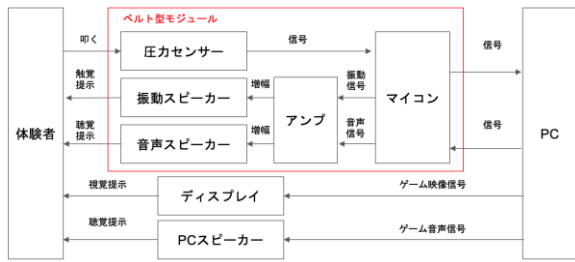 ベルト型モジュール
叩く
圧力センサー
信号
信号
触覚
提示
振動スピーカー
増幅
アンプ
振動
信号
マイコン
体験者
聴覚
提示
音声スピーカー
増幅
音声
信号
信号
PC
視覚提示
ディスプレイ
ゲーム映像信号
聴覚提示
PCスピーカー
ゲーム音声信号